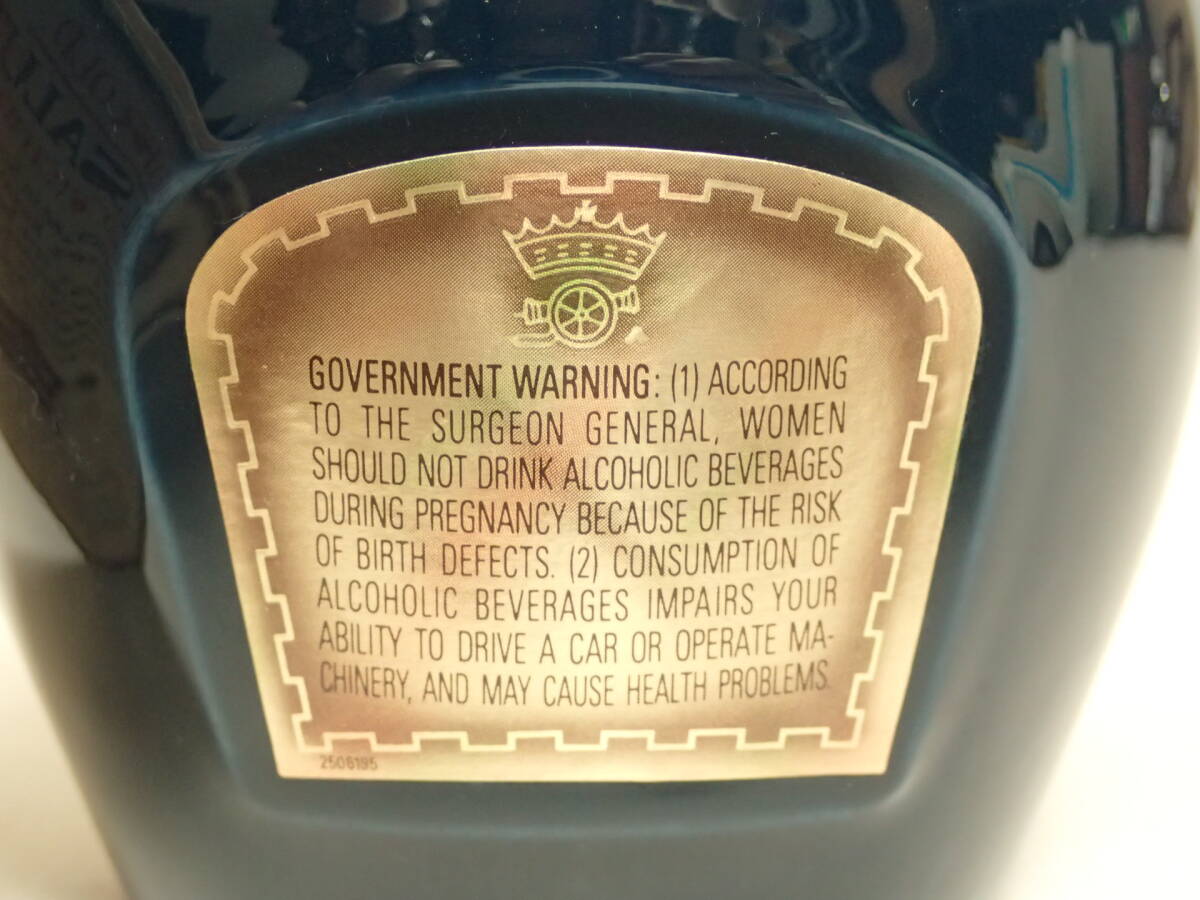 GOVERNMENT WARNING: (1) ACCORDING
TO THE SURGEON GENERAL, WOMEN
SHOULD NOT DRINK ALCOHOLIC BEVERAGES
DURING PREGNANCY BECAUSE OF THE RISK
OF BIRTH DEFECTS. (2) CONSUMPTION OF
ALCOHOLIC BEVERAGES IMPAIRS YOUR
ABILITY TO DRIVE A CAR OR OPERATE MA-
CHINERY, AND MAY CAUSE HEALTH PROBLEMS.
2506195